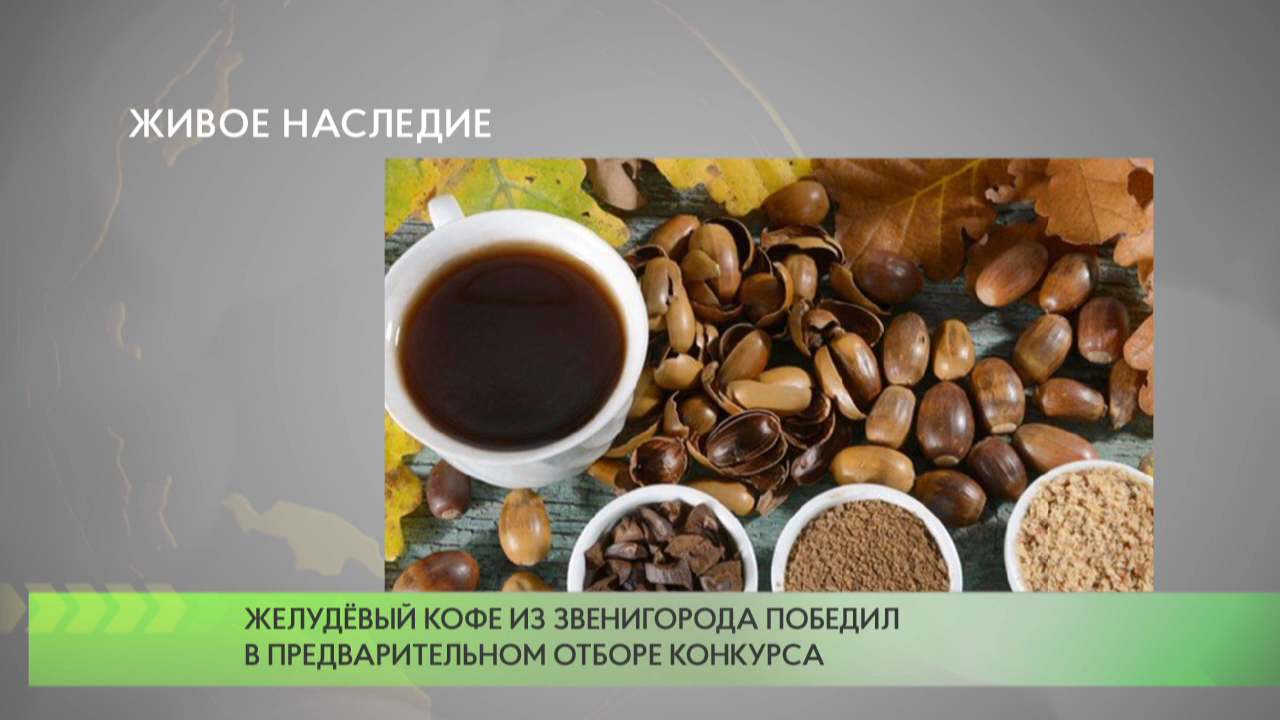 ЖИВОЕ НАСЛЕДИЕ
ЖЕЛУДЁВЫЙ КОФЕ ИЗ ЗВЕНИГОРОДА ПОБЕДИЛ
В ПРЕДВАРИТЕЛЬНОМ ОТБОРЕ КОНКУРСА